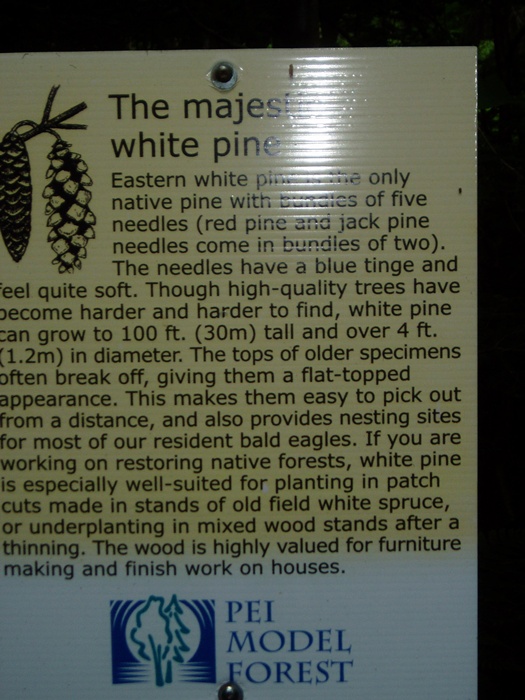 The majestic
white pine
Eastern white pine is the only
native pine with bundles of five
needles (red pine and jack pine
needles come in bundles of two).
The needles have a blue tinge and
feel quite soft. Though high-quality trees have
become harder and harder to find, white pine
can grow to 100 ft. (30m) tall and over 4 ft.
(1.2m) in diameter. The tops of older specimens
often break off, giving them a flat-topped
appearance. This makes them easy to pick out
from a distance, and also provides nesting sites
for most of our resident bald eagles. If you are
working on restoring native forests, white pine
is especially well-suited for planting in patch
cuts made in stands of old field white spruce,
or underplanting in mixed wood stands after a
thinning. The wood is highly valued for furniture
making and finish work on houses.
PEI
MODEL
FOREST